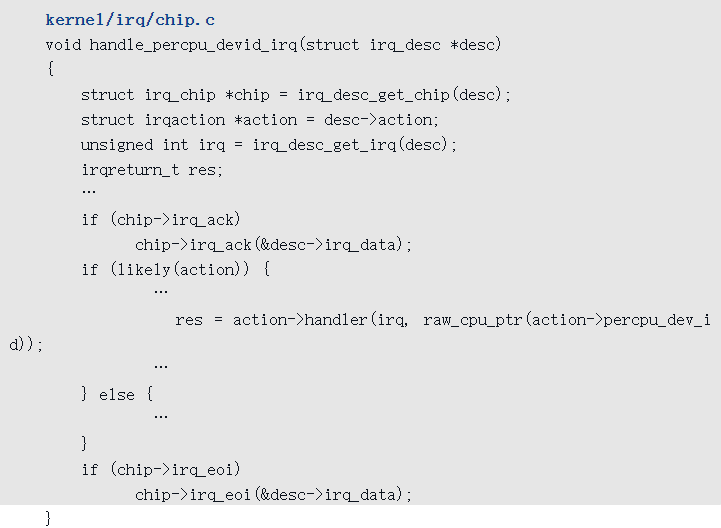 kernel/irq/chip.c
void handle_percpu_devid_irq(struct irq_desc *desc)
{
struct irq_chip *chip = irq_desc_get_chip(desc);
struct irqaction *action = desc->action;
unsigned int irq = irq_desc_get_irq(desc);
irqreturn_t res;
…
if (chip->irq_ack)
chip->irq_ack(&desc->irq_data);
if (likely(action)) {
…
res = action->handler(irq, raw_cpu_ptr(action->percpu_dev_i
d));
…
} else {
…
}
if (chip->irq_eoi)
chip->irq_eoi(&desc->irq_data);
}